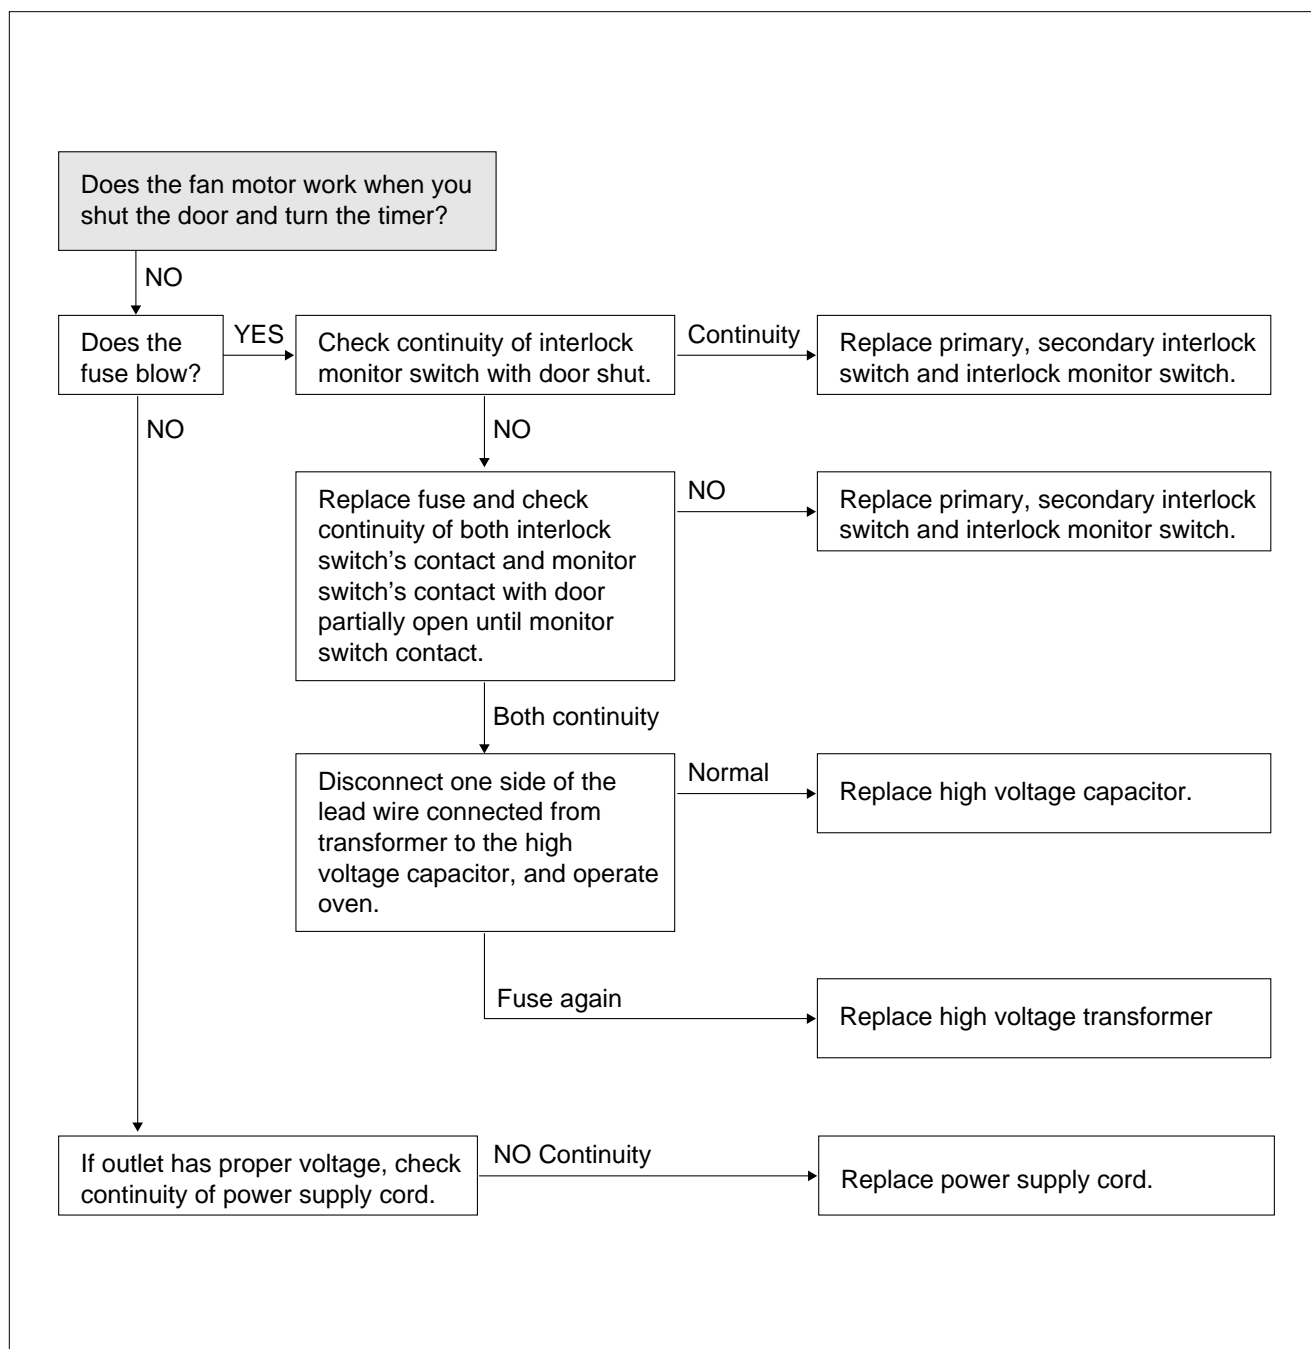 Does the fan motor work when you
shut the door and turn the timer?
NO
Does the
fuse blow?
YES
Check continuity of interlock
monitor switch with door shut.
Continuity
Replace primary, secondary interlock
switch and interlock monitor switch.
NO
NO
Replace fuse and check
continuity of both interlock
switch’s contact and monitor
switch’s contact with door
partially open until monitor
switch contact.
NO
Replace primary, secondary interlock
switch and interlock monitor switch.
Both continuity
Disconnect one side of the
lead wire connected from
transformer to the high
voltage capacitor, and operate
oven.
Normal
Replace high voltage capacitor.
Fuse again
Replace high voltage transformer
If outlet has proper voltage, check
continuity of power supply cord.
NO Continuity
Replace power supply cord.